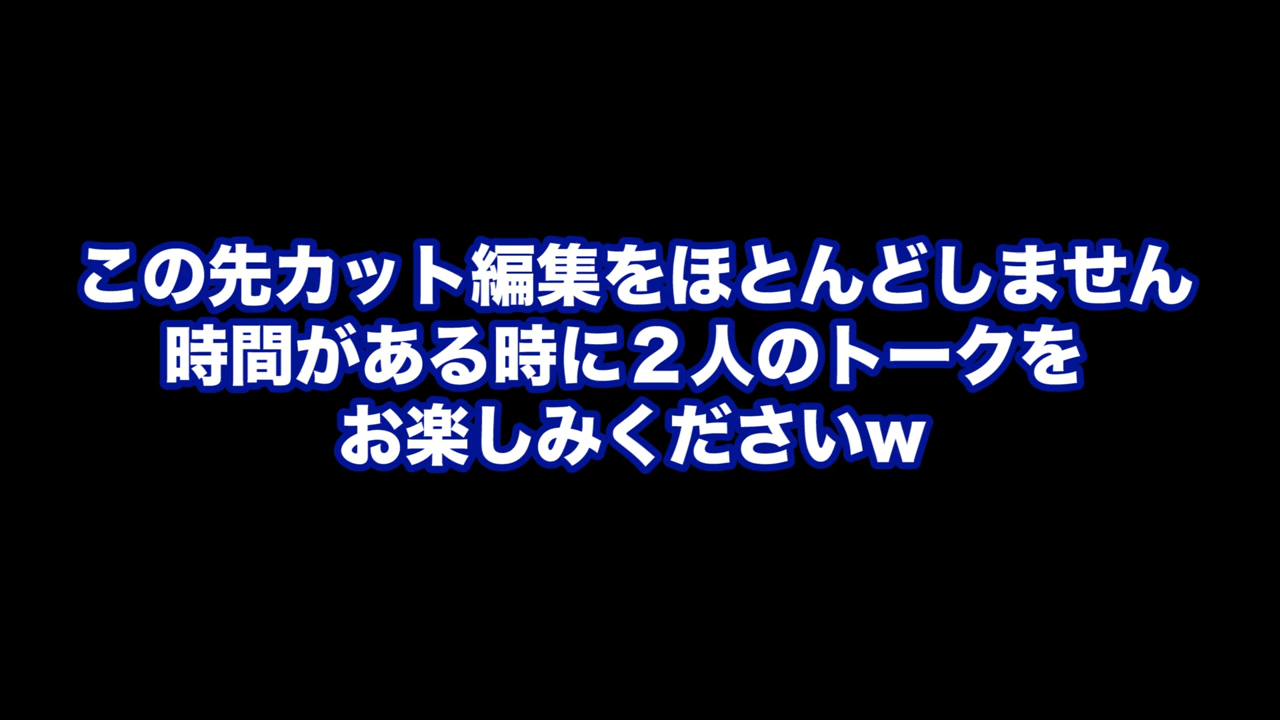 この先カット編集をほとんどしません
時間がある時に２人のトークを
お楽しみくださいw